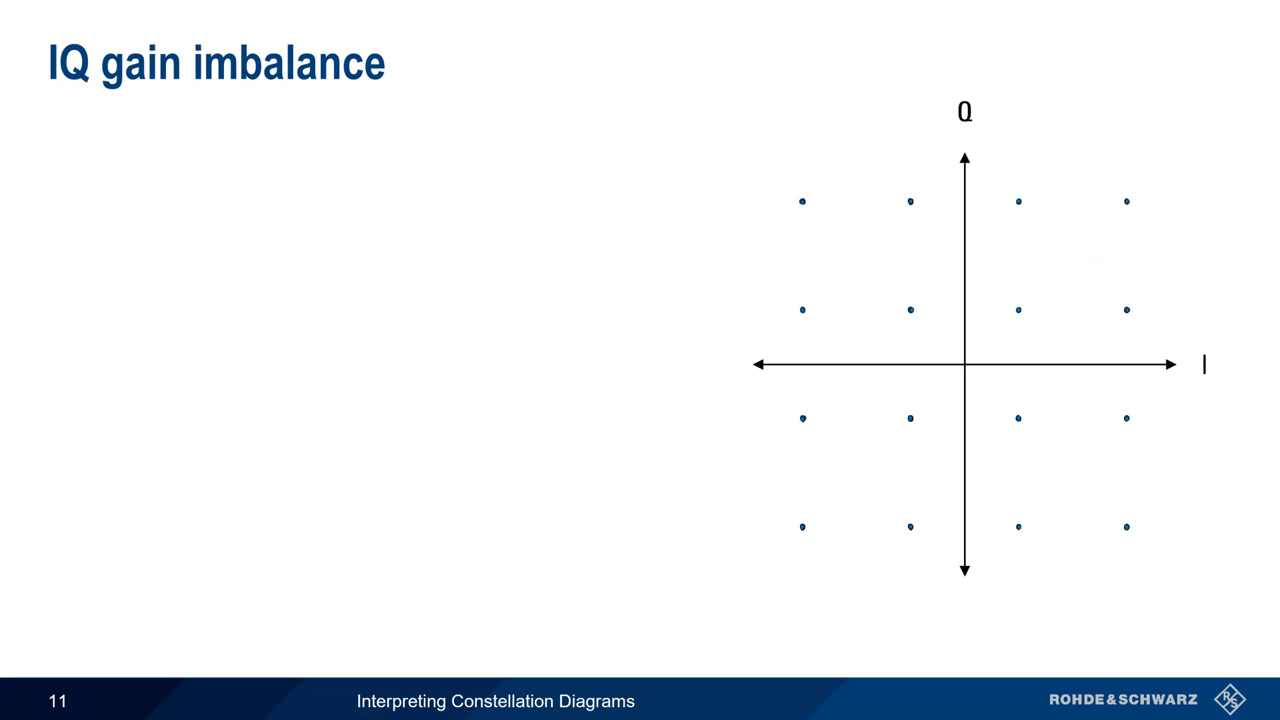 IQ gain imbalance
Q
I
11
Interpreting Constellation Diagrams
ROHDE & SCHWARZ
R S